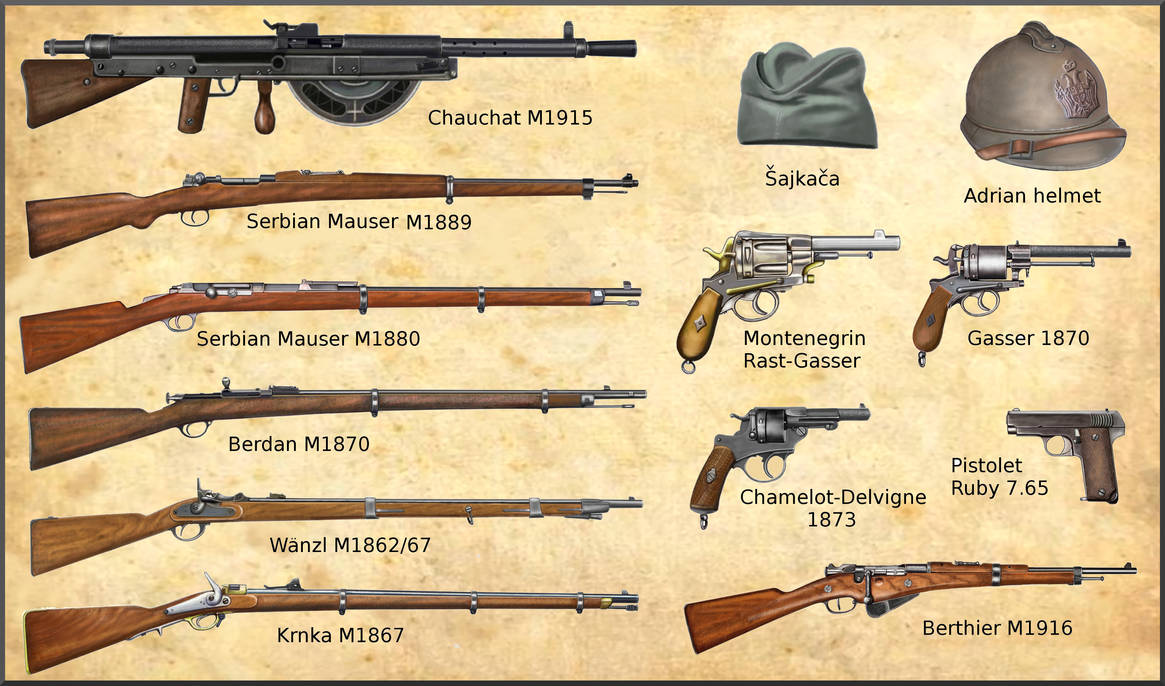 Chauchat M1915
Šajkača
Adrian helmet
Serbian Mauser M1889
Serbian Mauser M1880
Montenegrin
Rast-Gasser
Gasser 1870
Berdan M1870
Chamelot-Delvigne
1873
Pistolet
Ruby 7.65
Wänzl M1862/67
Krnka M1867
Berthier M1916